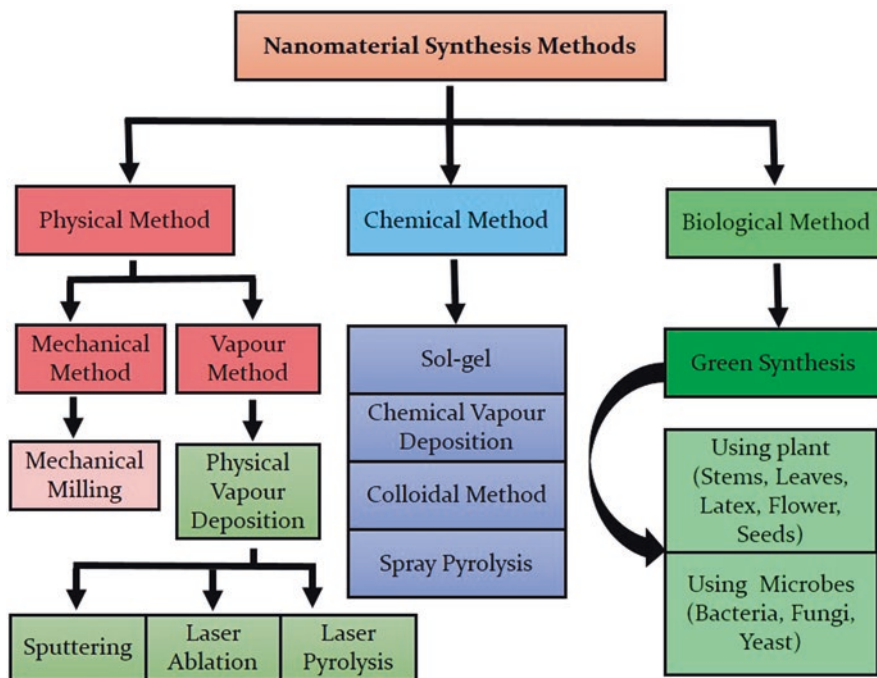 Nanomaterial Synthesis Methods
Physical Method
Chemical Method
Biological Method
Mechanical
Method
Vapour
Method
Mechanical
Milling
Physical
Vapour
Deposition
Sputtering
Laser
Ablation
Laser
Pyrolysis
Sol-gel
Chemical Vapour
Deposition
Colloidal Method
Spray Pyrolysis
Green Synthesis
Using plant
(Stems, Leaves,
Latex, Flower,
Seeds)
Using Microbes
(Bacteria, Fungi,
Yeast)